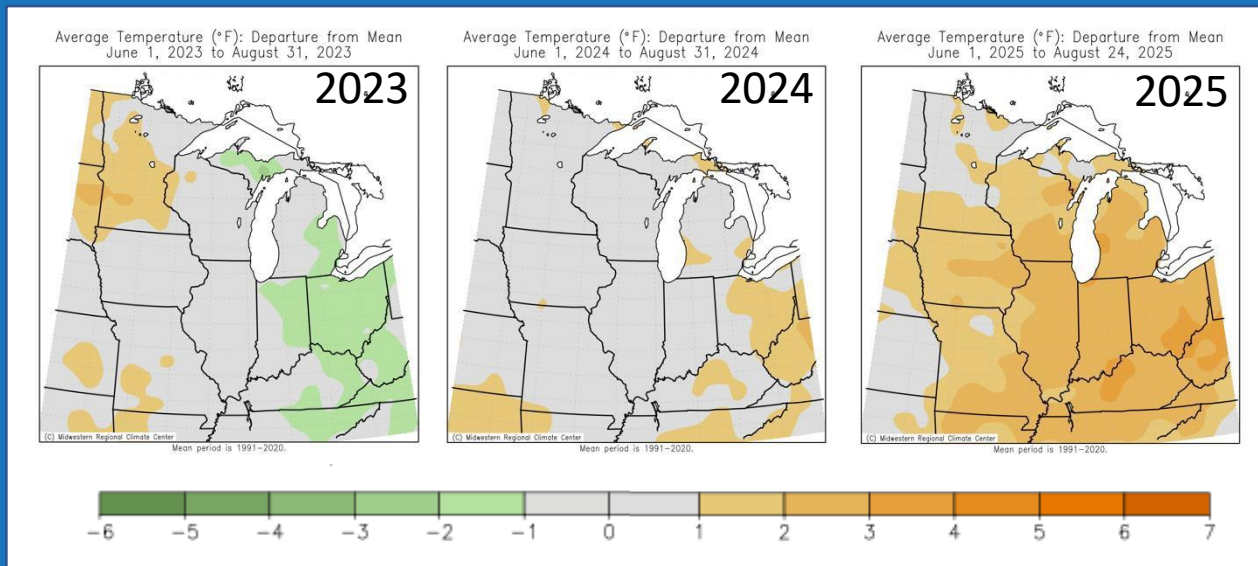 Average Temperature (°F): Departure from Mean
June 1, 2023 to August 31, 2023
2023
(C) Midwestern Regional Climate Center
Mean period is 1991-2020.
Average Temperature (°F): Departure from Mean
June 1, 2024 to August 31, 2024
2024
(C) Midwestern Regional Climate Center
Mean period is 1991-2020.
Average Temperature (°F): Departure from Mean
June 1, 2025 to August 24, 2025
2025
(C) Midwestern Regional Climate Center
Mean period is 1991-2020.
-6 -5 -4 -3 -2 -1 0 1 2 3 4 5 6 7